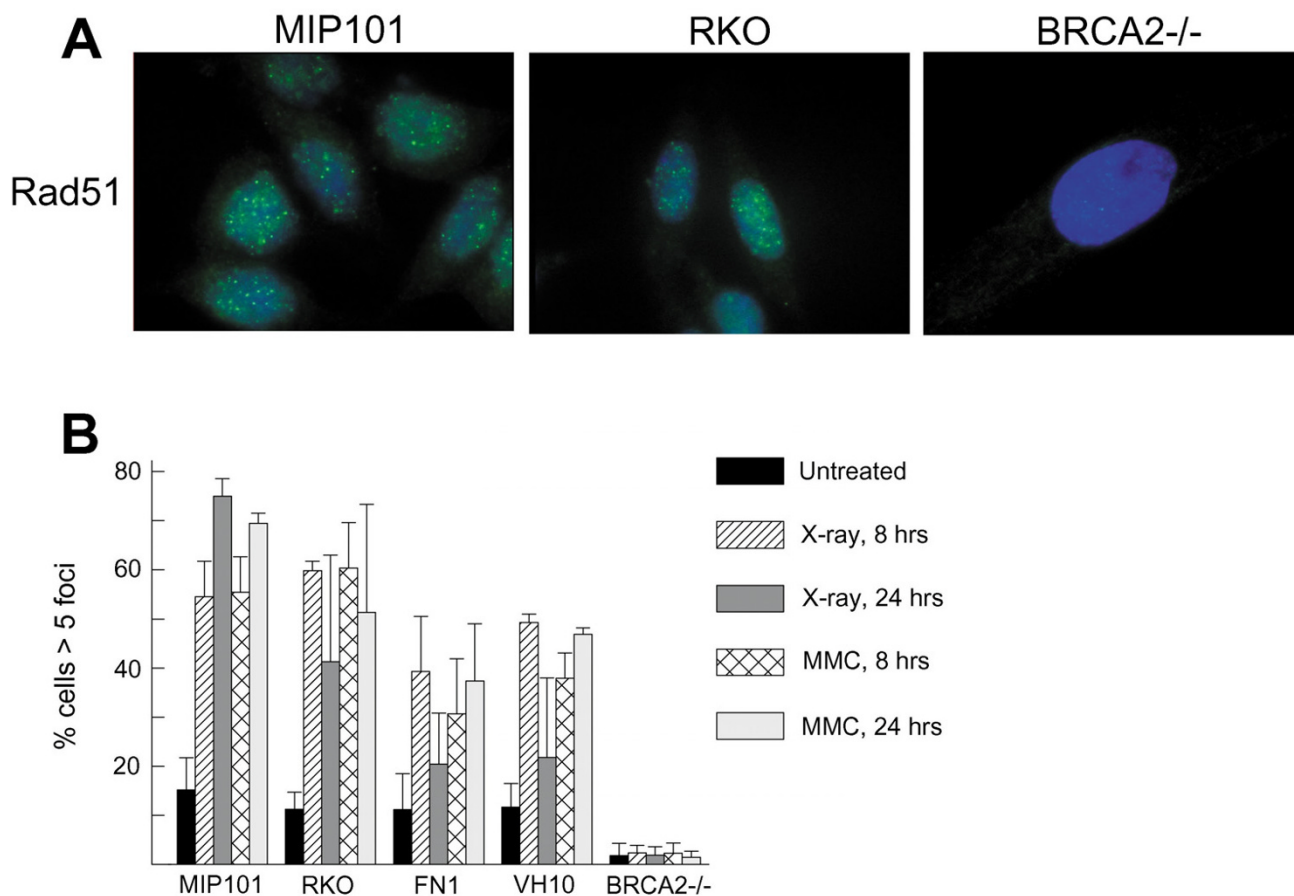 A
MIP101
RKO
BRCA2-/-
Rad51
B
% cells > 5 foci
80
60
40
20
MIP101
RKO
FN1
VH10
BRCA2-/-
Untreated
X-ray, 8 hrs
X-ray, 24 hrs
MMC, 8 hrs
MMC, 24 hrs